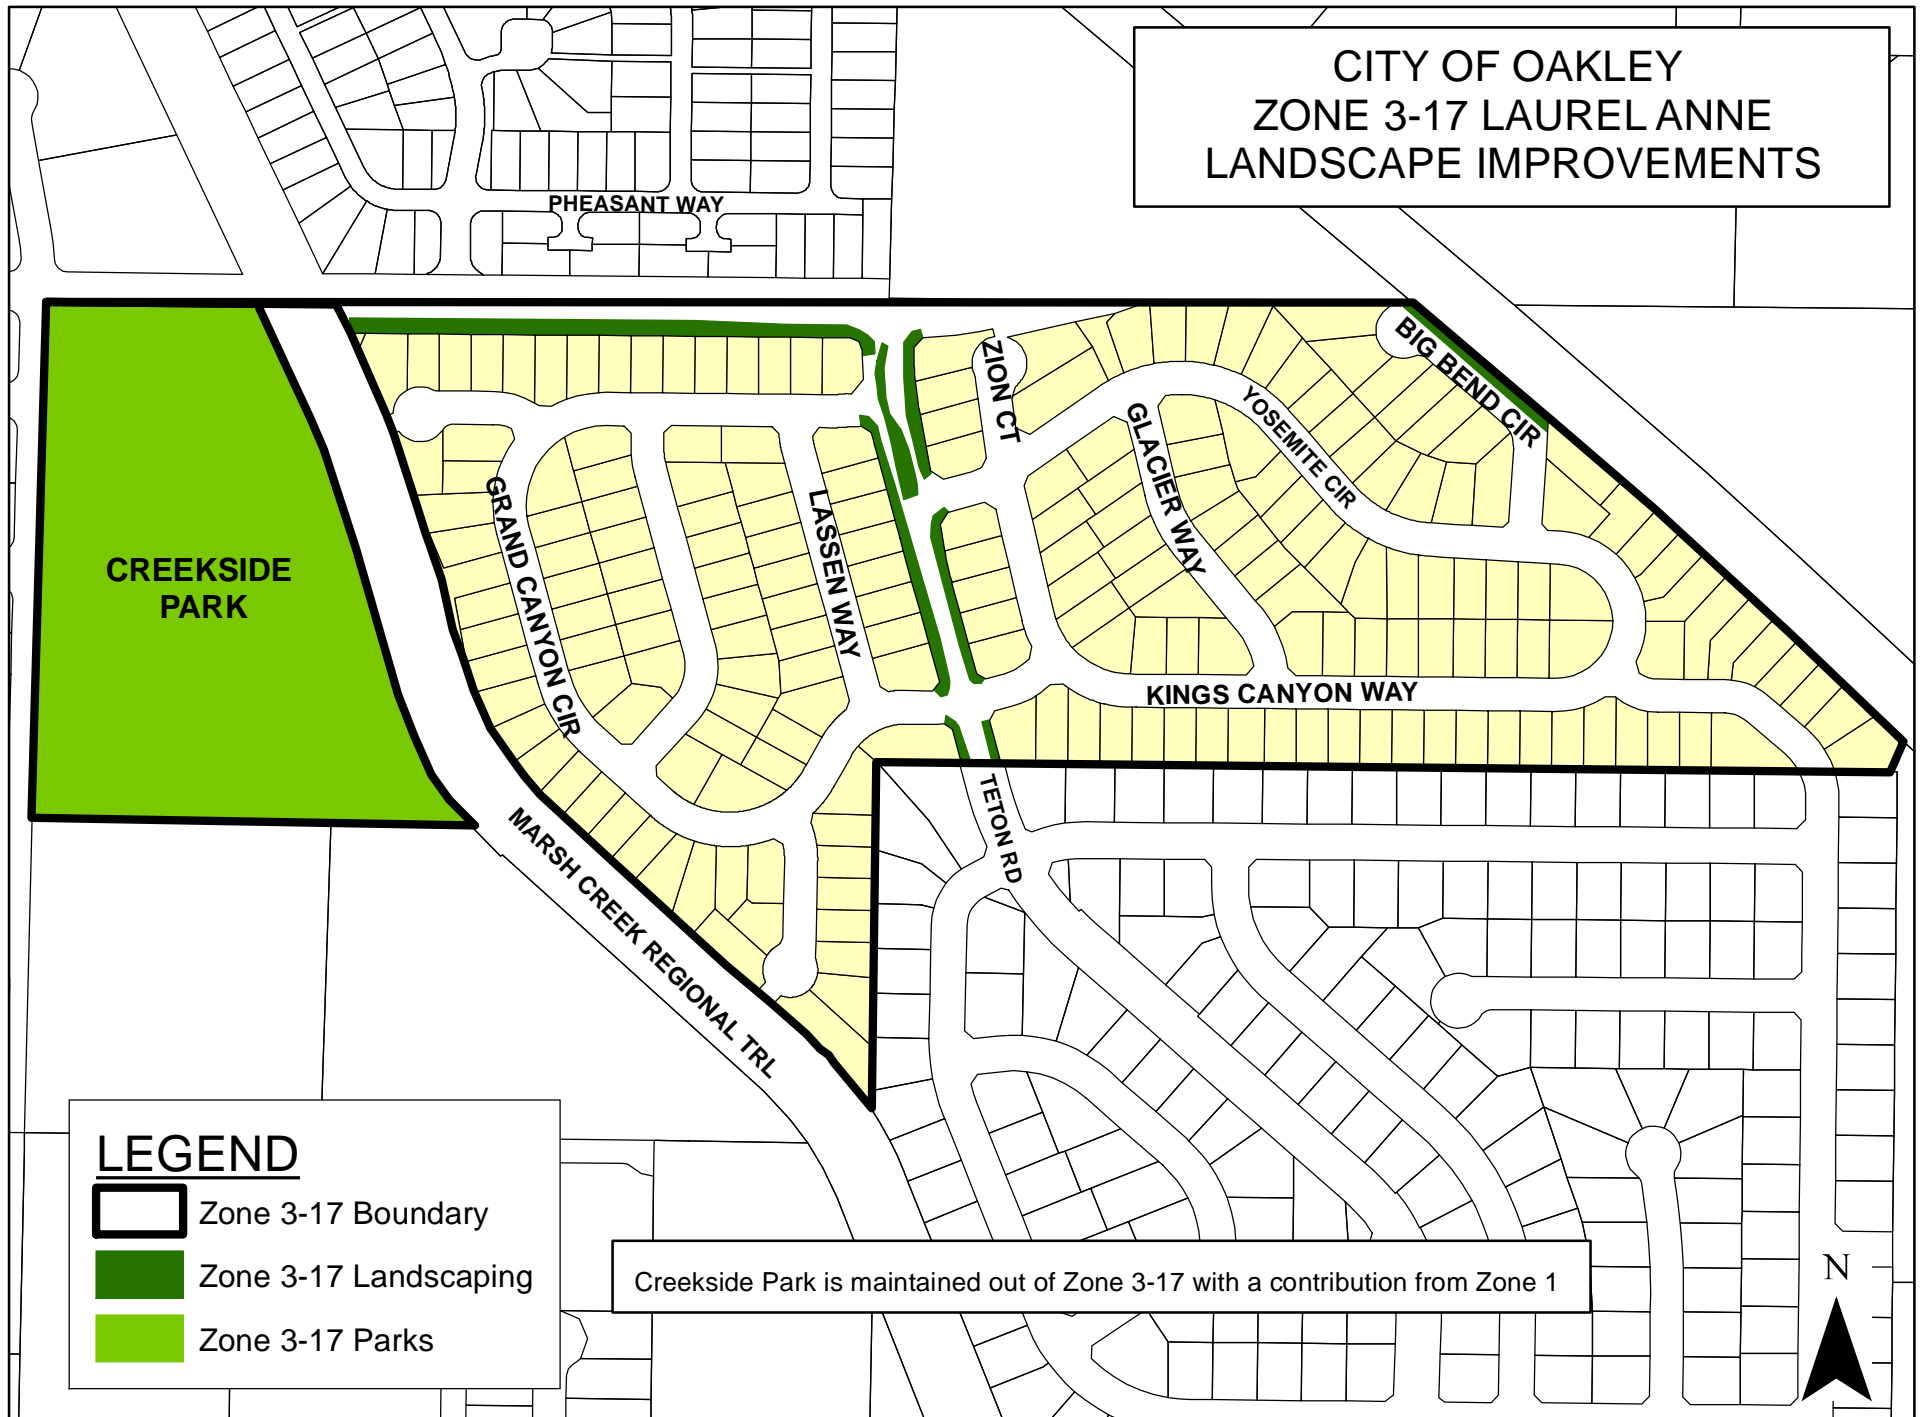 CITY OF OAKLEY
ZONE 3-17 LAUREL ANNE
LANDSCAPE IMPROVEMENTS
PHEASANT WAY
BIG BEND CIR
ZION CT
YOSEMITE CIR
GLACIER WAY
GRAND CANYON CIR
LASSEN WAY
CREEKSIDE
PARK
KINGS CANYON WAY
TETON RD
MARSH CREEK REGIONAL TRL
LEGEND
Zone 3-17 Boundary
Zone 3-17 Landscaping
Zone 3-17 Parks
Creekside Park is maintained out of Zone 3-17 with a contribution from Zone 1
N